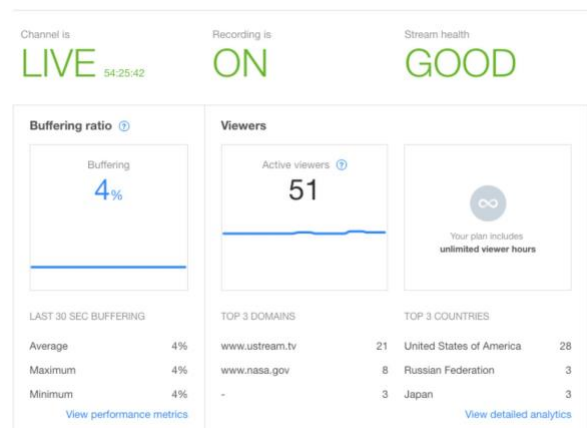 Channel is
LIVE 54:25:42
Recording is
ON
Stream health
GOOD
Buffering ratio ?
Buffering
4%
LAST 30 SEC BUFFERING
Average 4%
Maximum 4%
Minimum 4%
View performance metrics
Viewers
Active viewers ?
51
TOP 3 DOMAINS
www.ustream.tv 21
www.nasa.gov 8
- 3
∞
Your plan includes
unlimited viewer hours
TOP 3 COUNTRIES
United States of America 28
Russian Federation 3
Japan 3
View detailed analytics